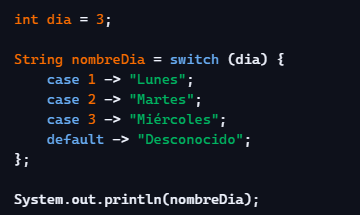 int dia = 3;
String nombreDia = switch (dia) {
    case 1 -> "Lunes";
    case 2 -> "Martes";
    case 3 -> "Miércoles";
    default -> "Desconocido";
};
System.out.println(nombreDia);